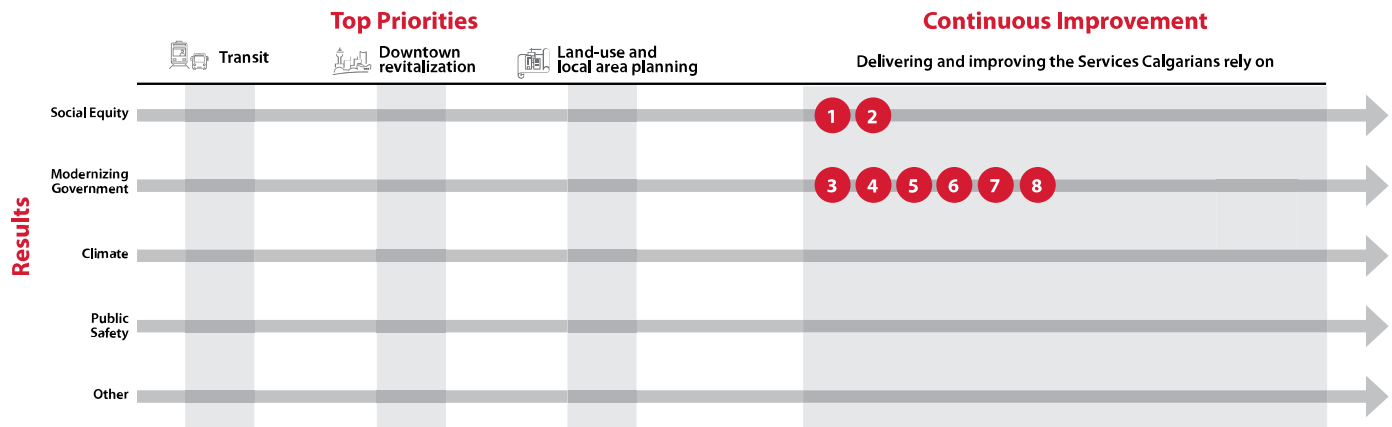 Top Priorities
Continuous Improvement
Transit
Downtown
revitalization
Land-use and
local area planning
Delivering and improving the Services Calgarians rely on
Results
Social Equity
1 2
Modernizing
Government
3 4 5 6 7 8
Climate
Public
Safety
Other